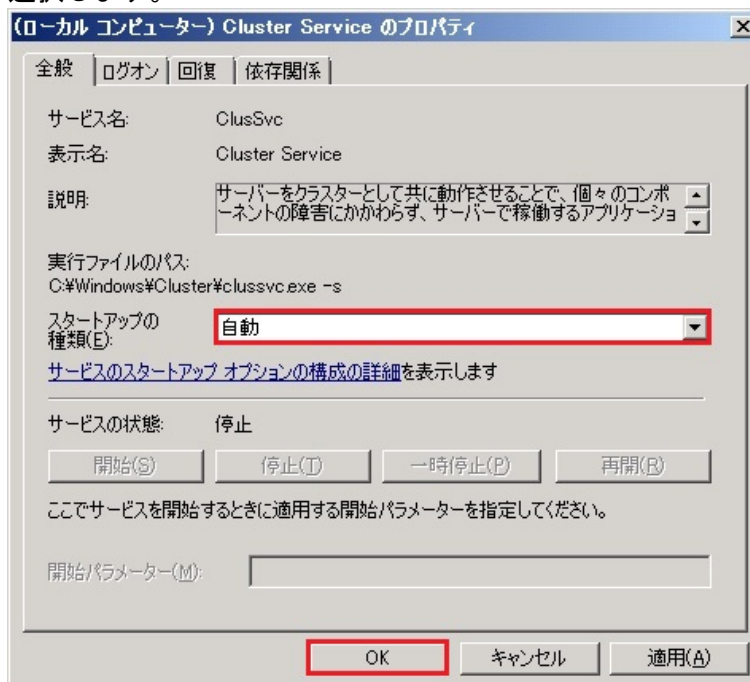 選択します。
(ローカル コンピューター) Cluster Service のプロパティ
全般 ログオン 回復 依存関係
サービス名: ClusSvc
表示名: Cluster Service
説明: サーバーをクラスターとして共に動作させることで、個々のコンポ
ーネントの障害にかかわらず、サーバーで稼働するアプリケーショ
実行ファイルのパス:
C:¥Windows¥Cluster¥clussvc.exe -s
スタートアップの
種類(E): 自動
サービスのスタートアップ オプションの構成の詳細を表示します
サービスの状態: 停止
開始(S) 停止(T) 一時停止(P) 再開(R)
ここでサービスを開始するときに適用する開始パラメーターを指定してください。
開始パラメーター(M):
OK キャンセル 適用(A)